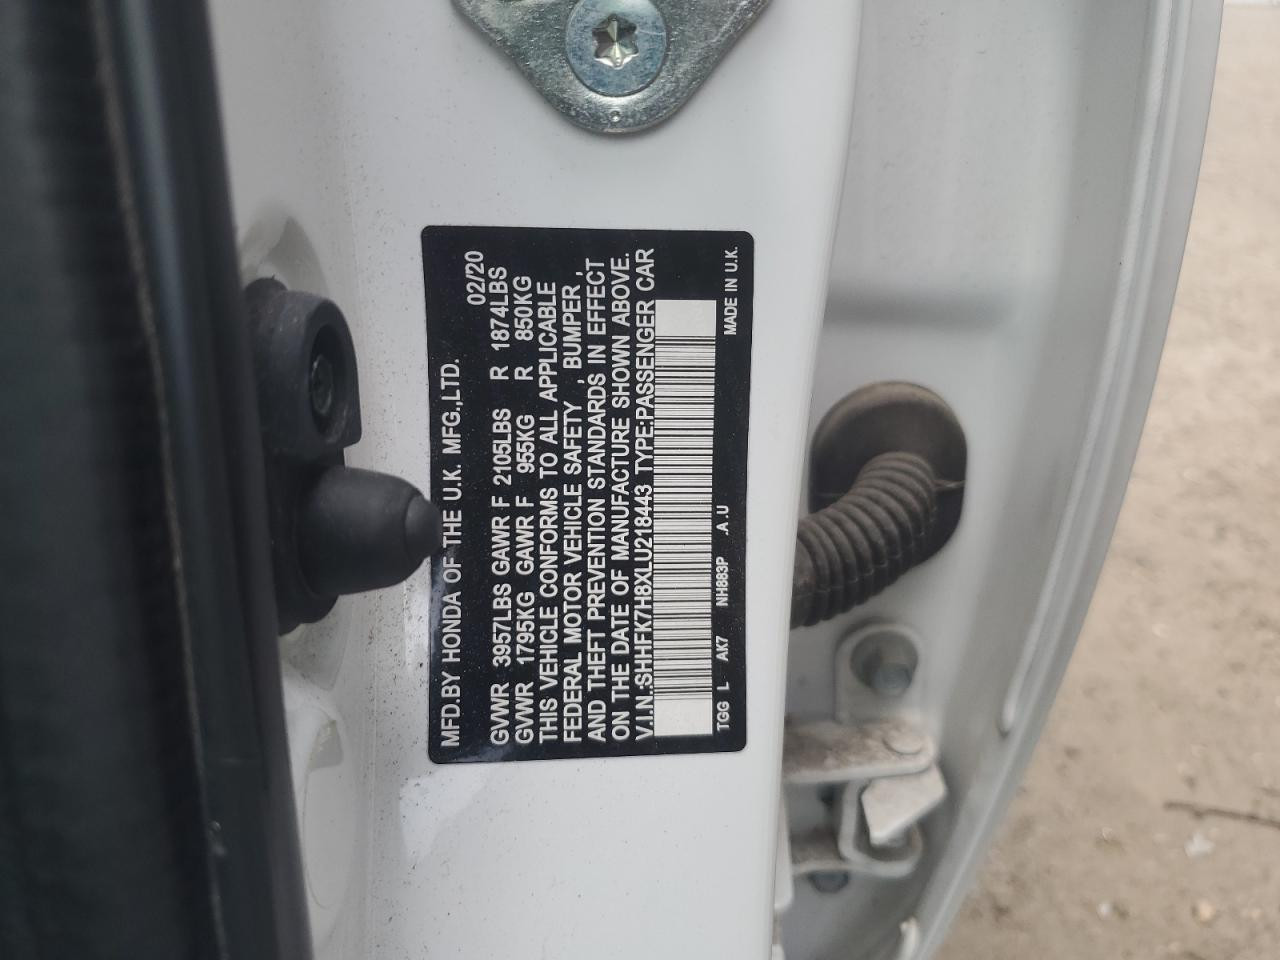 MFD.BY HONDA OF THE U.K. MFG.,LTD. 02/20
GVWR 3957LBS GAWR F 2105LBS R 1874LBS
GVWR 1795KG GAWR F 955KG R 850KG
THIS VEHICLE CONFORMS TO ALL APPLICABLE
FEDERAL MOTOR VEHICLE SAFETY , BUMPER ,
AND THEFT PREVENTION STANDARDS IN EFFECT
ON THE DATE OF MANUFACTURE SHOWN ABOVE.
V.I.N.:SHHFK7H8XLU218443 TYPE:PASSENGER CAR
TGG L AK7 NH883P .A.U MADE IN U.K.